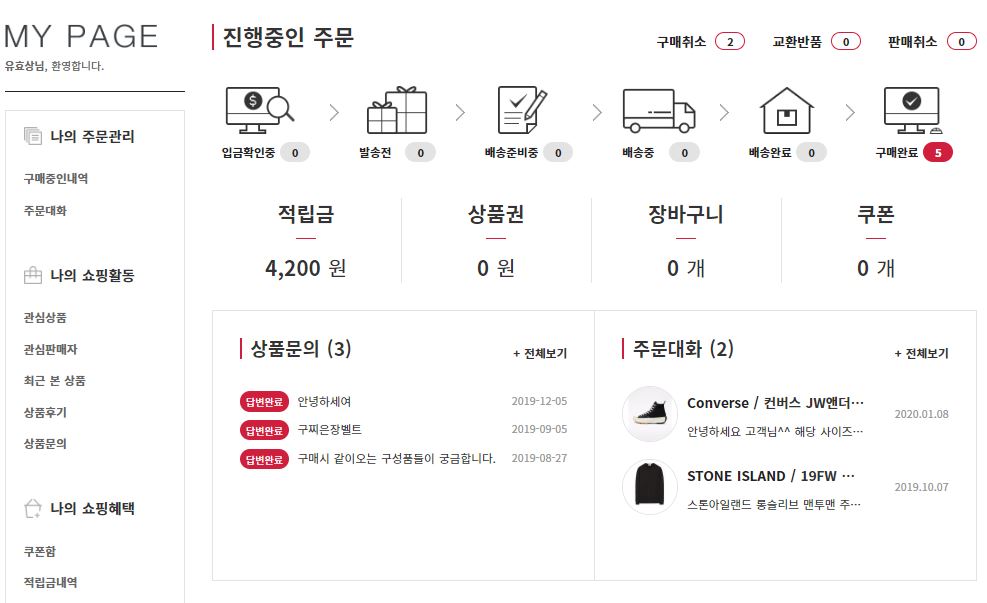 MY PAGE
유효상님, 환영합니다.
나의 주문관리
구매중인내역
주문대화
나의 쇼핑활동
관심상품
관심판매자
최근 본 상품
상품후기
상품문의
나의 쇼핑혜택
쿠폰함
적립금내역
진행중인 주문
구매취소 2 교환반품 0 판매취소 0
입금확인중 0 발송전 0 배송준비중 0 배송중 0 배송완료 0 구매완료 5
적립금 상품권 장바구니 쿠폰
4,200 원 0 원 0 개 0 개
상품문의 (3) + 전체보기
답변완료 안녕하세여 2019-12-05
답변완료 구찌은장벨트 2019-09-05
답변완료 구매시 같이오는 구성품들이 궁금합니다. 2019-08-27
주문대화 (2) + 전체보기
Converse / 컨버스 JW앤더···
안녕하세요 고객님^^ 해당 사이즈···
2020.01.08
STONE ISLAND / 19FW ···
스톤아일랜드 롱슬리브 맨투맨 주···
2019.10.07